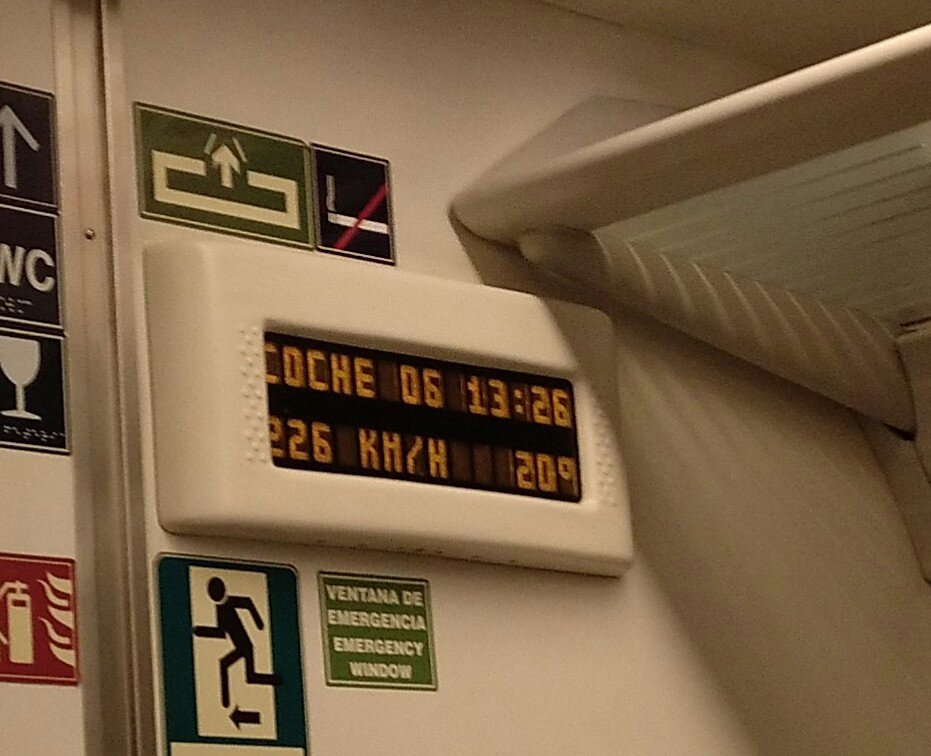 WC
COCHE 06 13:26
226 KM/H 20º
VENTANA DE
EMERGENCIA
EMERGENCY
WINDOW